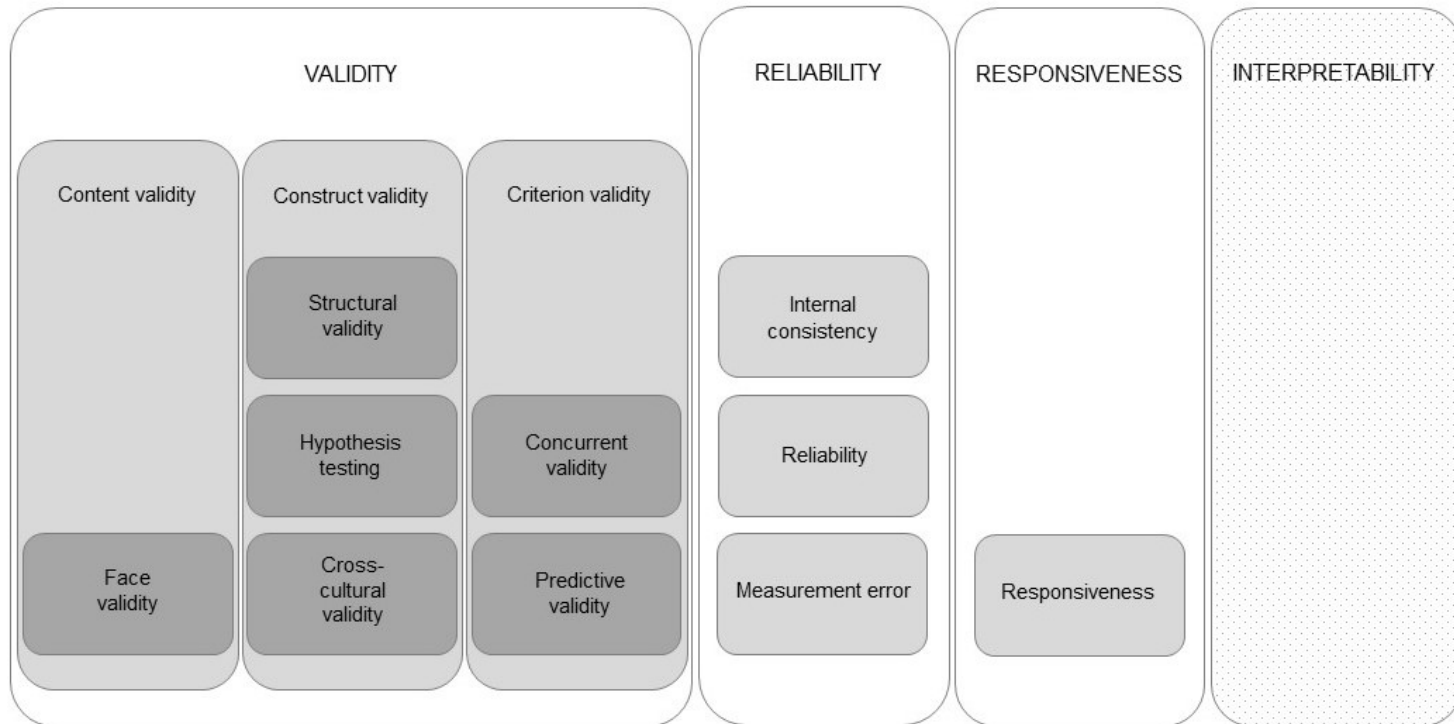 VALIDITY
Content validity
Face
validity
Construct validity
Structural
validity
Hypothesis
testing
Cross-
cultural
validity
Criterion validity
Concurrent
validity
Predictive
validity
RELIABILITY
Internal
consistency
Reliability
Measurement error
RESPONSIVENESS
Responsiveness
INTERPRETABILITY